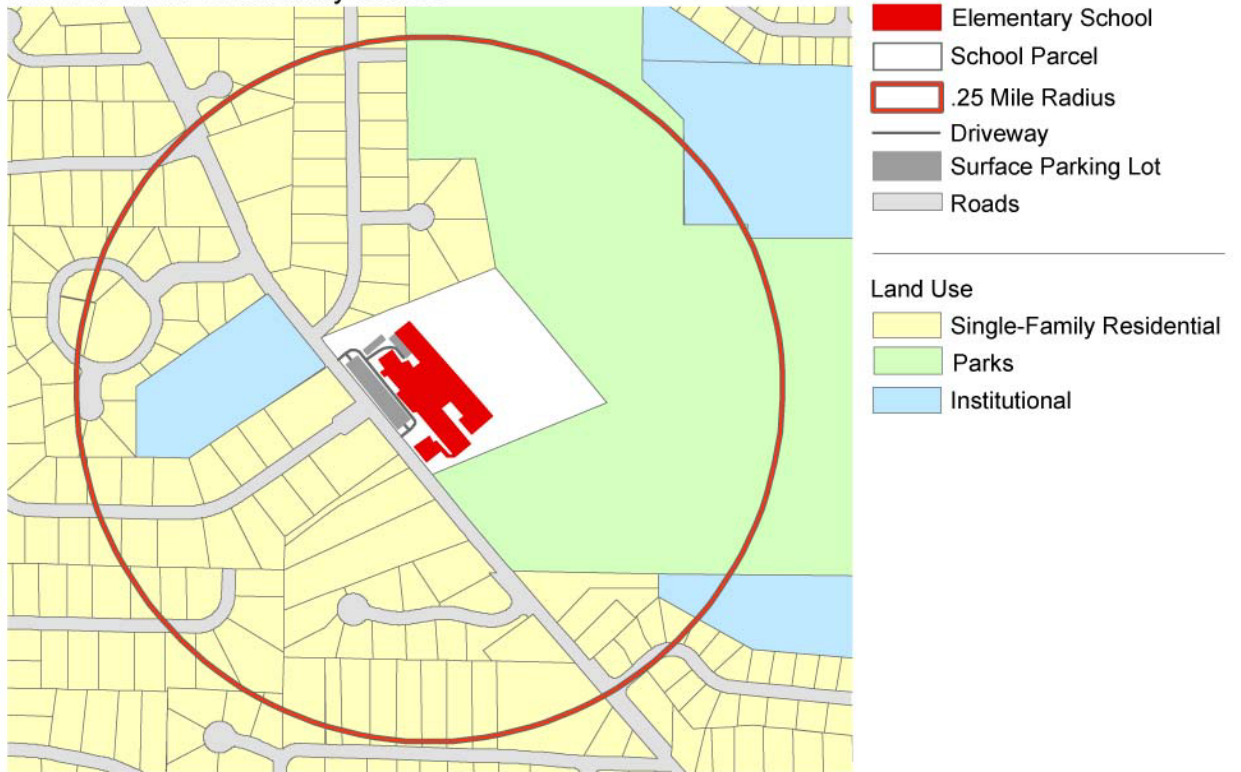 Elementary School
School Parcel
.25 Mile Radius
Driveway
Surface Parking Lot
Roads
Land Use
Single-Family Residential
Parks
Institutional